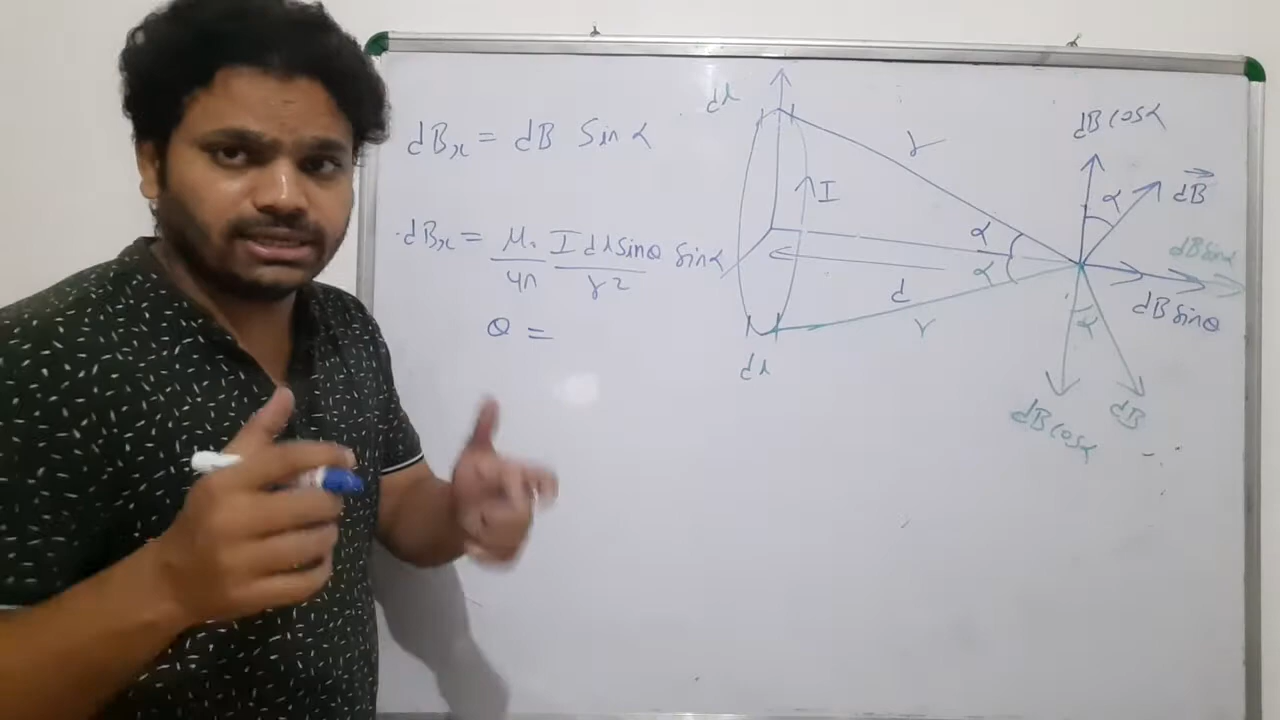 dBx = dB Sin α
dBx = μ₀/4π I dl sinθ/r² sin α
θ =
dl
r
I
α
α
d
r
dl
dB cos α
α
dB
dB sin α
dB sin θ
α
dB cos α
dB